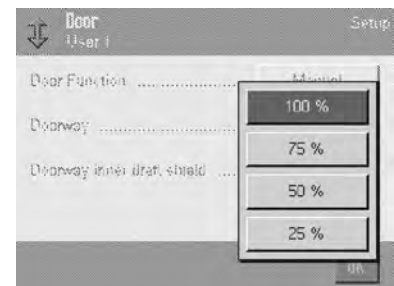 Door
Setup
User 1
Door Function ................. Manual
100 %
Doorway .....................
75 %
Doorway inner draft shield ....
50 %
25 %
OK